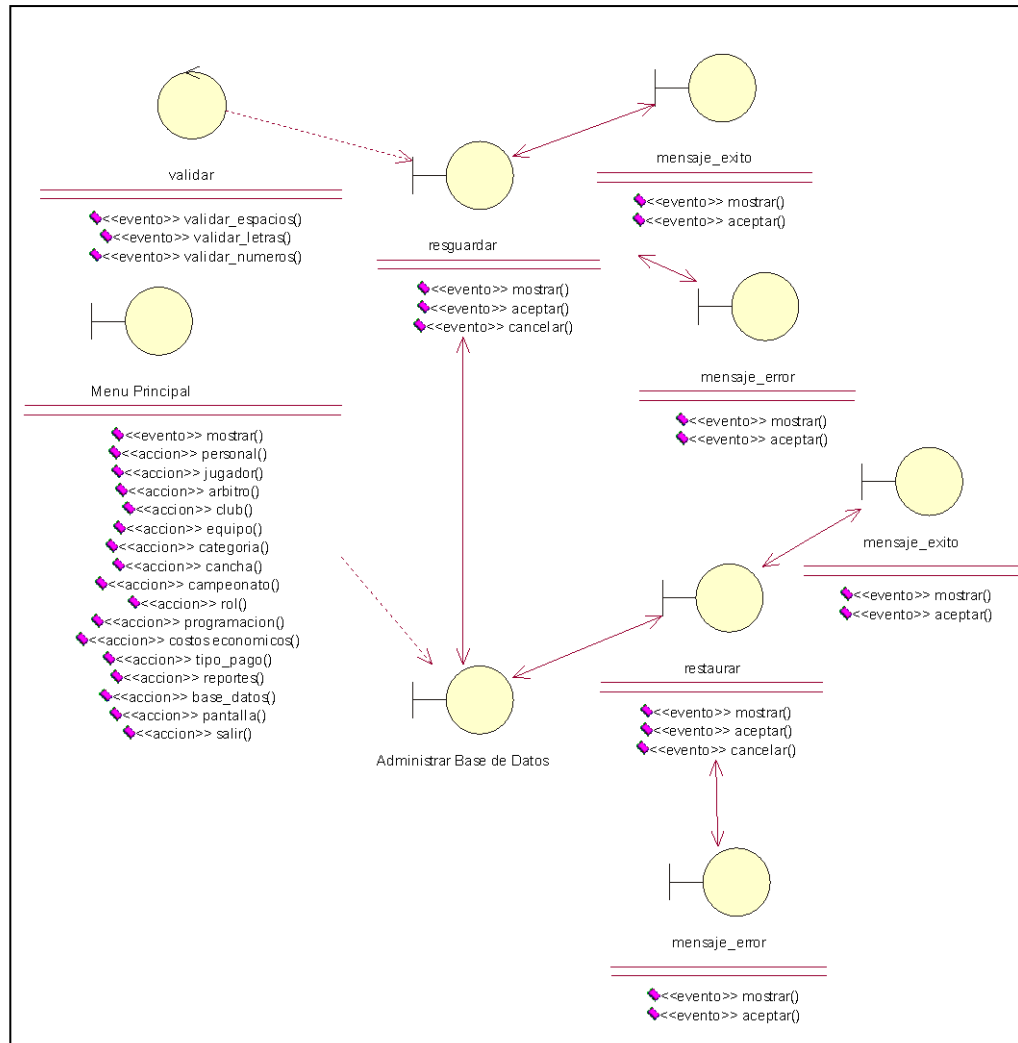 validar
<<evento>> validar_espacios()
<<evento>> validar_letras()
<<evento>> validar_numeros()
resguardar
<<evento>> mostrar()
<<evento>> aceptar()
<<evento>> cancelar()
mensaje_exito
<<evento>> mostrar()
<<evento>> aceptar()
mensaje_error
<<evento>> mostrar()
<<evento>> aceptar()
Menu Principal
<<evento>> mostrar()
<<accion>> personal()
<<accion>> jugador()
<<accion>> arbitro()
<<accion>> club()
<<accion>> equipo()
<<accion>> categoria()
<<accion>> cancha()
<<accion>> campeonato()
<<accion>> rol()
<<accion>> programacion()
<<accion>> costos economicos()
<<accion>> tipo_pago()
<<accion>> reportes()
<<accion>> base_datos()
<<accion>> pantalla()
<<accion>> salir()
Administrar Base de Datos
mensaje_exito
<<evento>> mostrar()
<<evento>> aceptar()
restaurar
<<evento>> mostrar()
<<evento>> aceptar()
<<evento>> cancelar()
mensaje_error
<<evento>> mostrar()
<<evento>> aceptar()